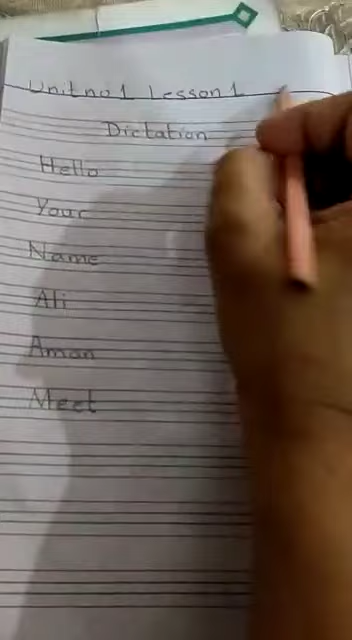 Unit no 1 Lesson 1
Dictation
Hello
Your
Name
Ali
Aman
Meet